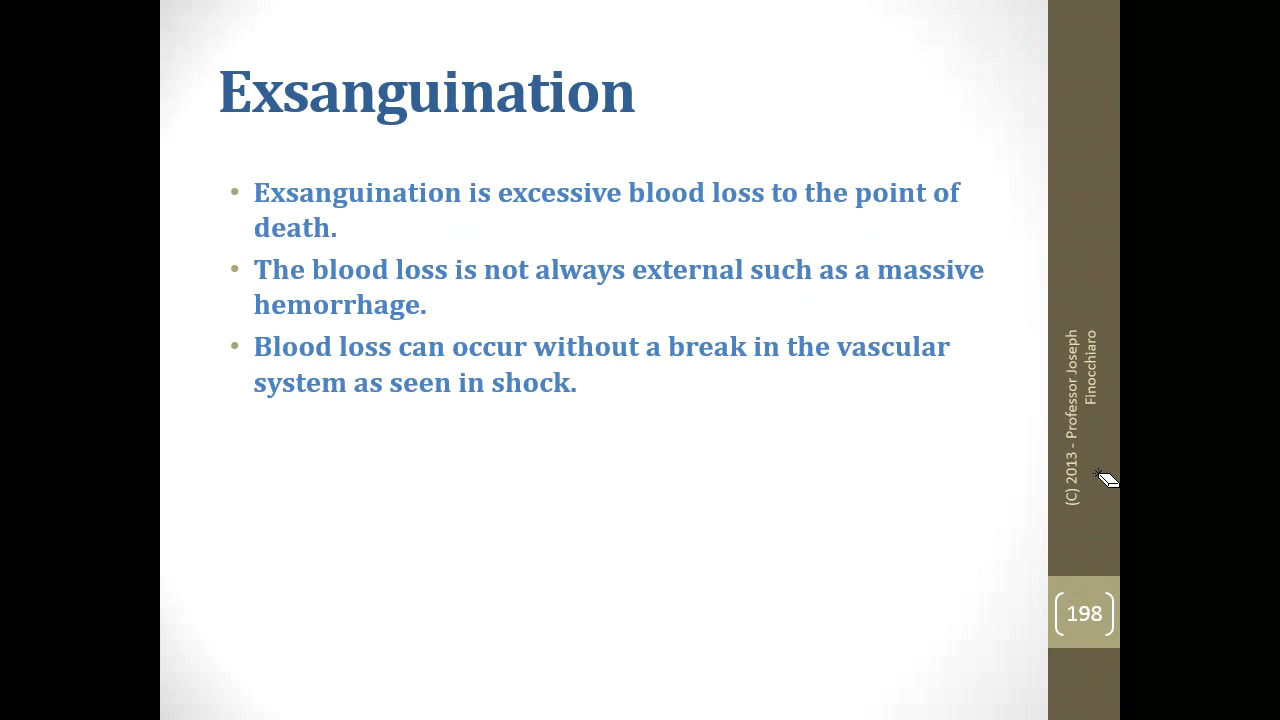 Exsanguination
• Exsanguination is excessive blood loss to the point of
death.
• The blood loss is not always external such as a massive
hemorrhage.
• Blood loss can occur without a break in the vascular
system as seen in shock.
(C) 2013 - Professor Joseph
Finocchiaro
198